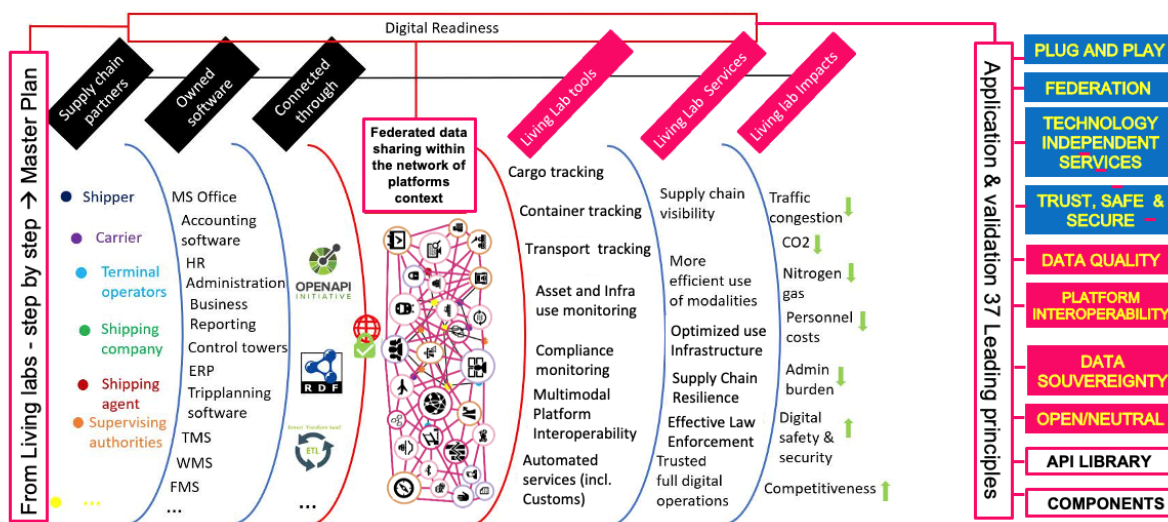 Digital Readiness
From Living labs - step by step → Master Plan
Supply chain
partners
Owned
software
Connected
through
Living Lab tools
Living Lab Services
Living lab Impacts
Shipper
Carrier
Terminal
operators
Shipping
company
Shipping
agent
Supervising
authorities
...
MS Office
Accounting
software
HR
Administration
Business
Reporting
Control towers
ERP
Tripplanning
software
TMS
WMS
FMS
...
OPENAPI
INITIATIVE
RDF
ETL
...
Federated data
sharing within
the network of
platforms
context
Cargo tracking
Container tracking
Transport tracking
Asset and Infra
use monitoring
Compliance
monitoring
Multimodal
Platform
Interoperability
Automated
services (incl.
Customs)
Supply chain
visibility
More
efficient use
of modalities
Optimized use
Infrastructure
Supply Chain
Resilience
Effective Law
Enforcement
Trusted
full digital
operations
Traffic
congestion
CO2
Nitrogen
gas
Personnel
costs
Admin
burden
Digital
safety &
security
Competitiveness
Application & validation 37 Leading principles
PLUG AND PLAY
FEDERATION
TECHNOLOGY
INDEPENDENT
SERVICES
TRUST, SAFE &
SECURE
DATA QUALITY
PLATFORM
INTEROPERABILITY
DATA
SOUVEREIGNTY
OPEN/NEUTRAL
API LIBRARY
COMPONENTS